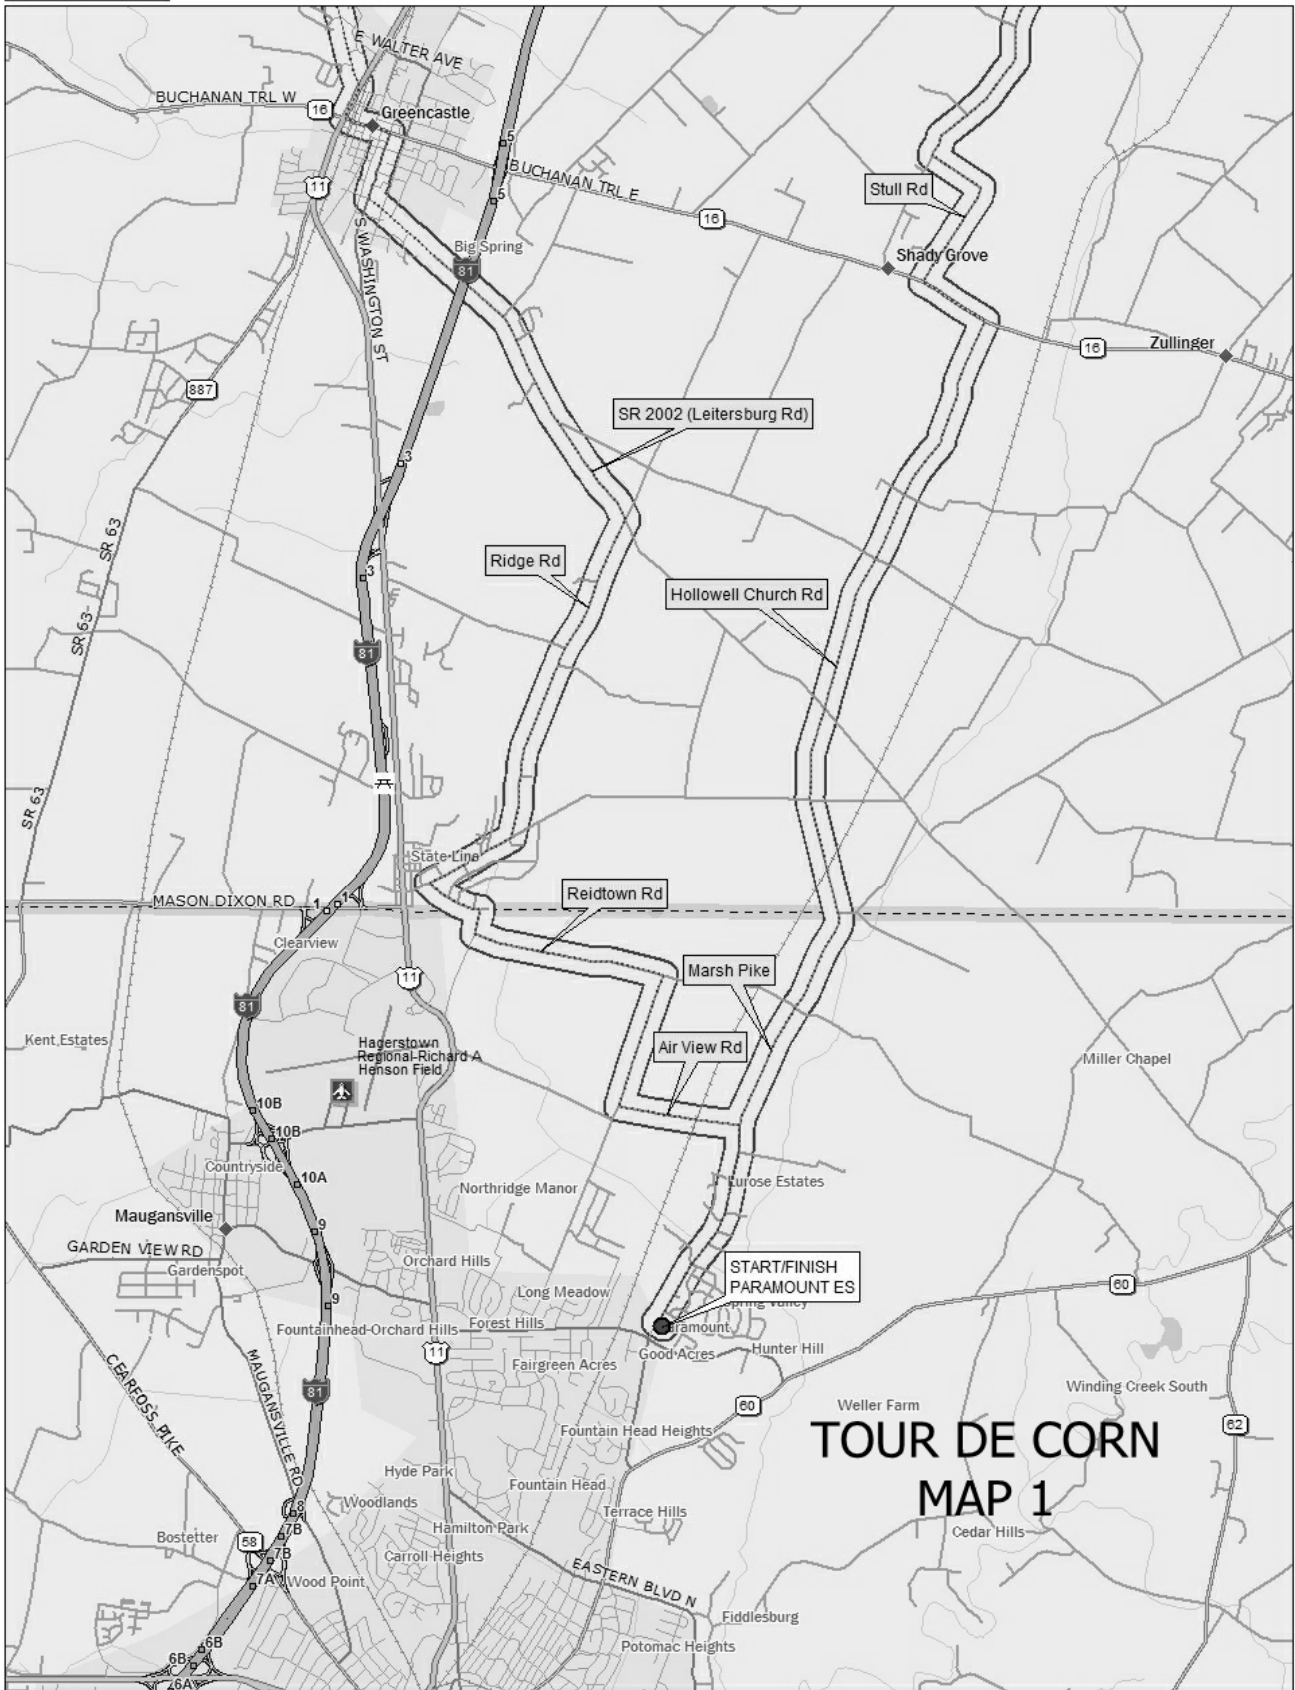 E WALTER AVE
BUCHANAN TRL W
16
Greencastle
5
BUCHANAN TRL E
5
11
16
Stull Rd
Shady Grove
S WASHINGTON ST
Big Spring
81
16
Zullinger
887
SR 2002 (Leitersburg Rd)
3
SR 63
Ridge Rd
3
Hollowell Church Rd
SR 63
81
SR 63
State Line
MASON DIXON RD
1
1
Reidtown Rd
Clearview
11
Marsh Pike
81
Kent Estates
Hagerstown
Regional-Richard A
Henson Field
Air View Rd
Miller Chapel
10B
10B
Countryside
10A
Northridge Manor
Lurose Estates
Maugansville
9
GARDEN VIEW RD
Gardenspot
Orchard Hills
START/FINISH
PARAMOUNT ES
60
Long Meadow
Spring Valley
9
Fountainhead-Orchard Hills
Forest Hills
aramount
11
Fairgreen Acres
Good Acres
Hunter Hill
CEARFOSS PIKE
MAUGANSVILLE RD
81
Winding Creek South
60
Weller Farm
62
Fountain Head Heights
TOUR DE CORN
MAP 1
Hyde Park
Fountain Head
Woodlands
8
Terrace Hills
7B
Hamilton Park
Cedar Hills
Bostetter
58
7B
Carroll Heights
7A
Wood Point
EASTERN BLVD N
Fiddlesburg
6B
Potomac Heights
6B
6A